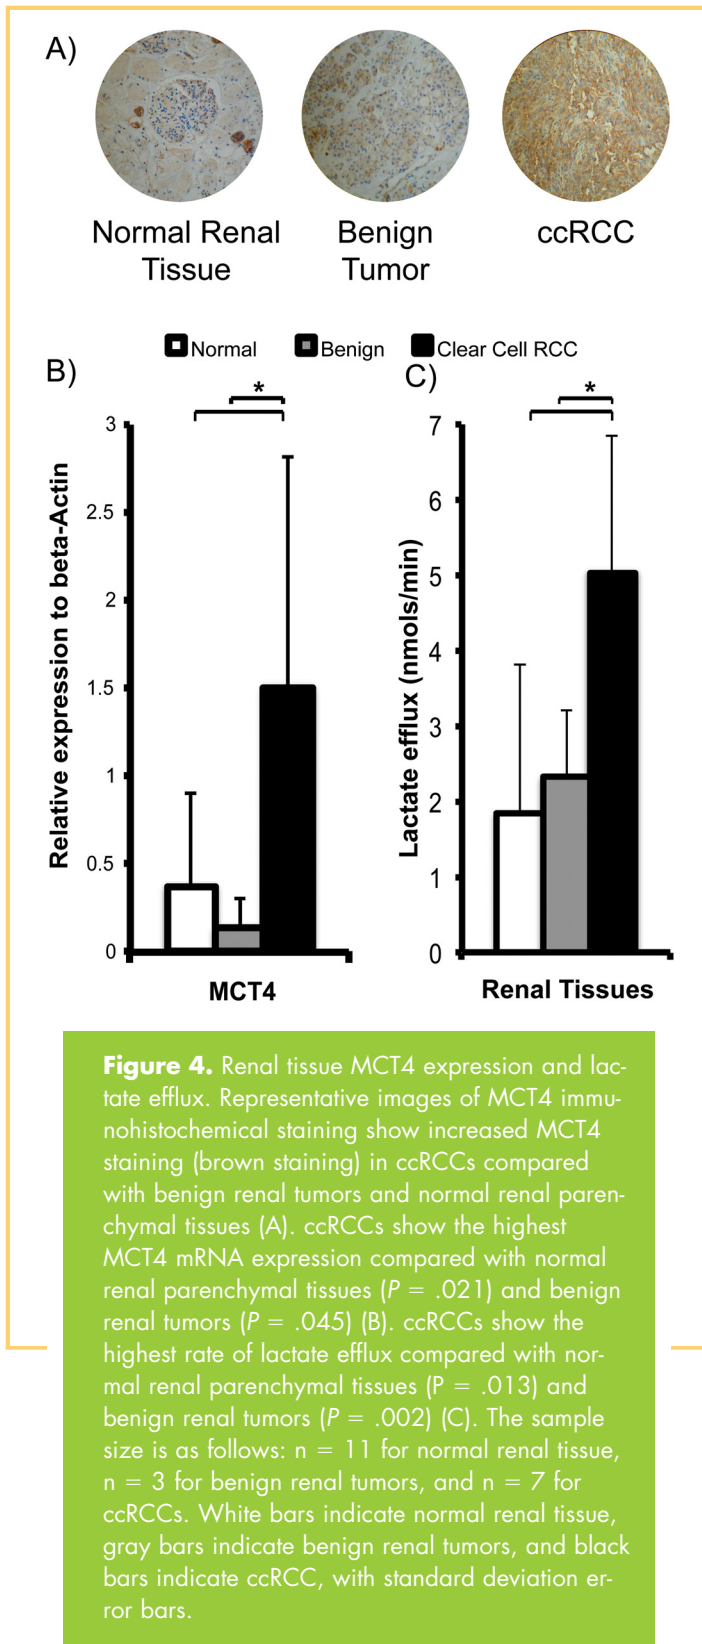 A)
Normal Renal
Tissue
Benign
Tumor
ccRCC
Normal
Benign
Clear Cell RCC
B)
*
3
2.5
2
1.5
1
0.5
0
Relative expression to beta-Actin
MCT4
C)
*
7
6
5
4
3
2
1
0
Lactate efflux (nmols/min)
Renal Tissues
Figure 4. Renal tissue MCT4 expression and lac-
tate efflux. Representative images of MCT4 immu-
nohistochemical staining show increased MCT4
staining (brown staining) in ccRCCs compared
with benign renal tumors and normal renal paren-
chymal tissues (A). ccRCCs show the highest
MCT4 mRNA expression compared with normal
renal parenchymal tissues (P = .021) and benign
renal tumors (P = .045) (B). ccRCCs show the
highest rate of lactate efflux compared with nor-
mal renal parenchymal tissues (P = .013) and
benign renal tumors (P = .002) (C). The sample
size is as follows: n = 11 for normal renal tissue,
n = 3 for benign renal tumors, and n = 7 for
ccRCCs. White bars indicate normal renal tissue,
gray bars indicate benign renal tumors, and black
bars indicate ccRCC, with standard deviation er-
ror bars.